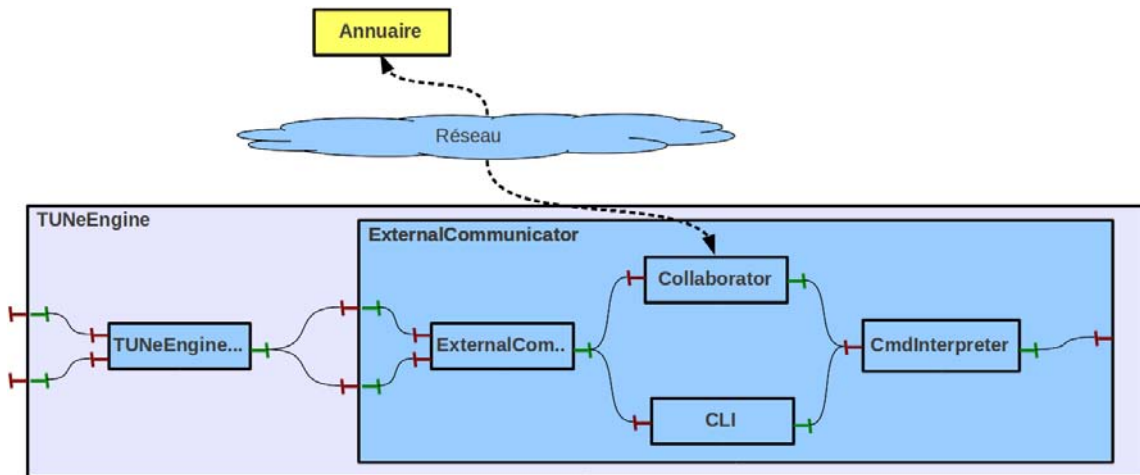 Annuaire
Réseau
TUNeEngine
ExternalCommunicator
Collaborator
TUNeEngine...
ExternalCom..
CmdInterpreter
CLI